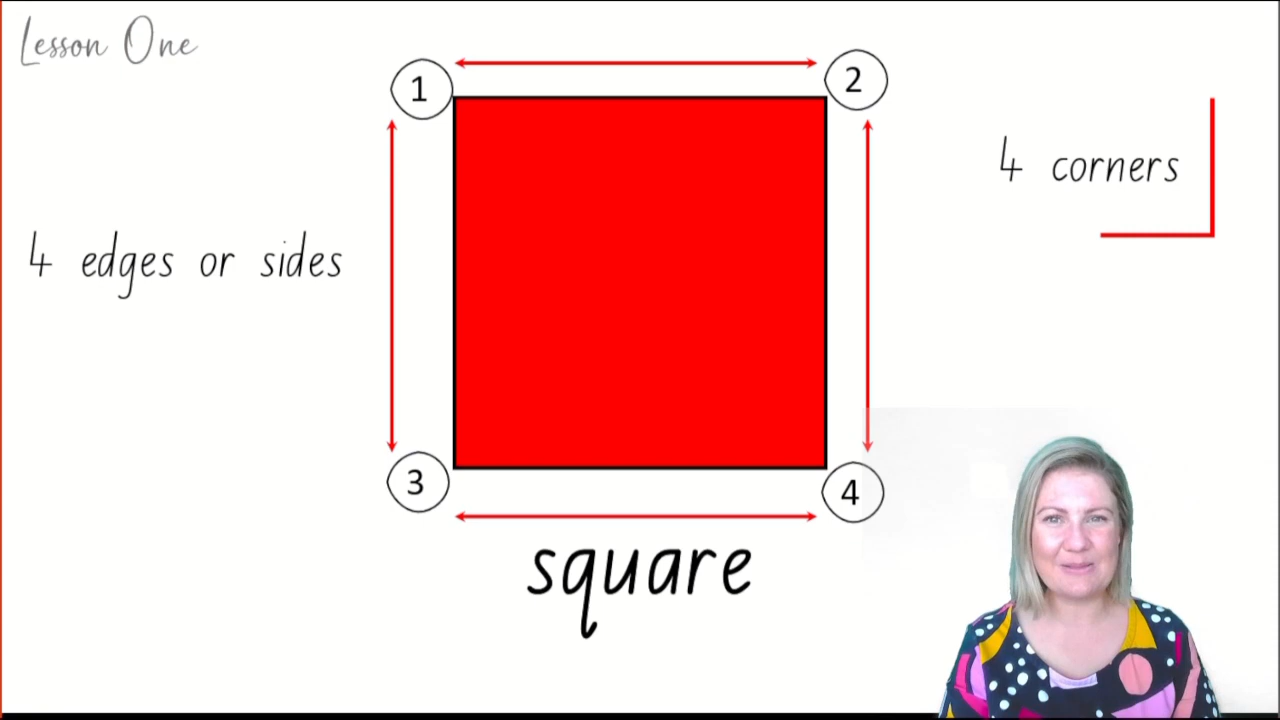 Lesson One
1
2
4 corners
4 edges or sides
3
4
square